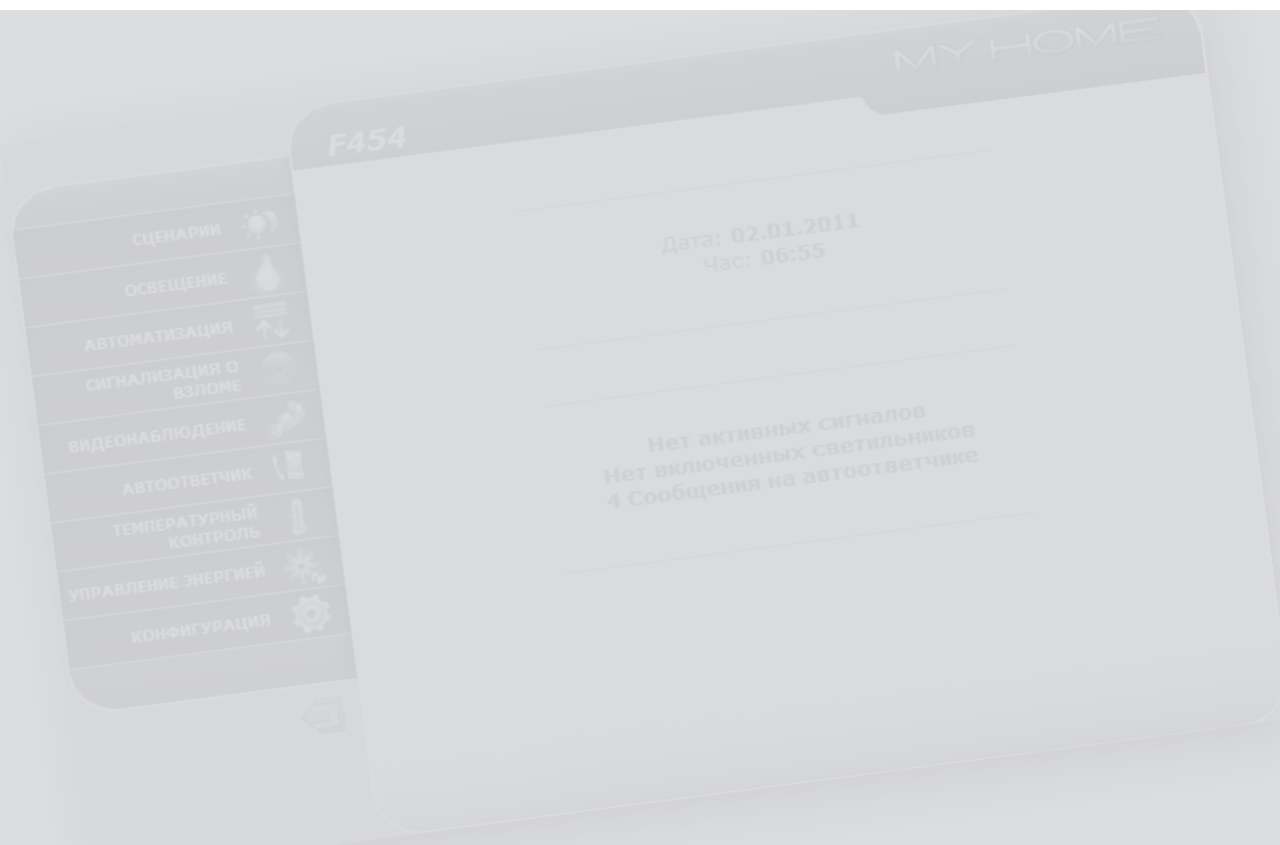 MY HOME
F454
СЦЕНАРИИ
ОСВЕЩЕНИЕ
АВТОМАТИЗАЦИЯ
СИГНАЛИЗАЦИЯ О
ВЗЛОМЕ
ВИДЕОНАБЛЮДЕНИЕ
АВТООТВЕТЧИК
ТЕМПЕРАТУРНЫЙ
КОНТРОЛЬ
УПРАВЛЕНИЕ ЭНЕРГИЕЙ
КОНФИГУРАЦИЯ
Дата: 02.01.2011
Час: 06:55
Нет активных сигналов
Нет включенных светильников
4 Сообщения на автоответчике